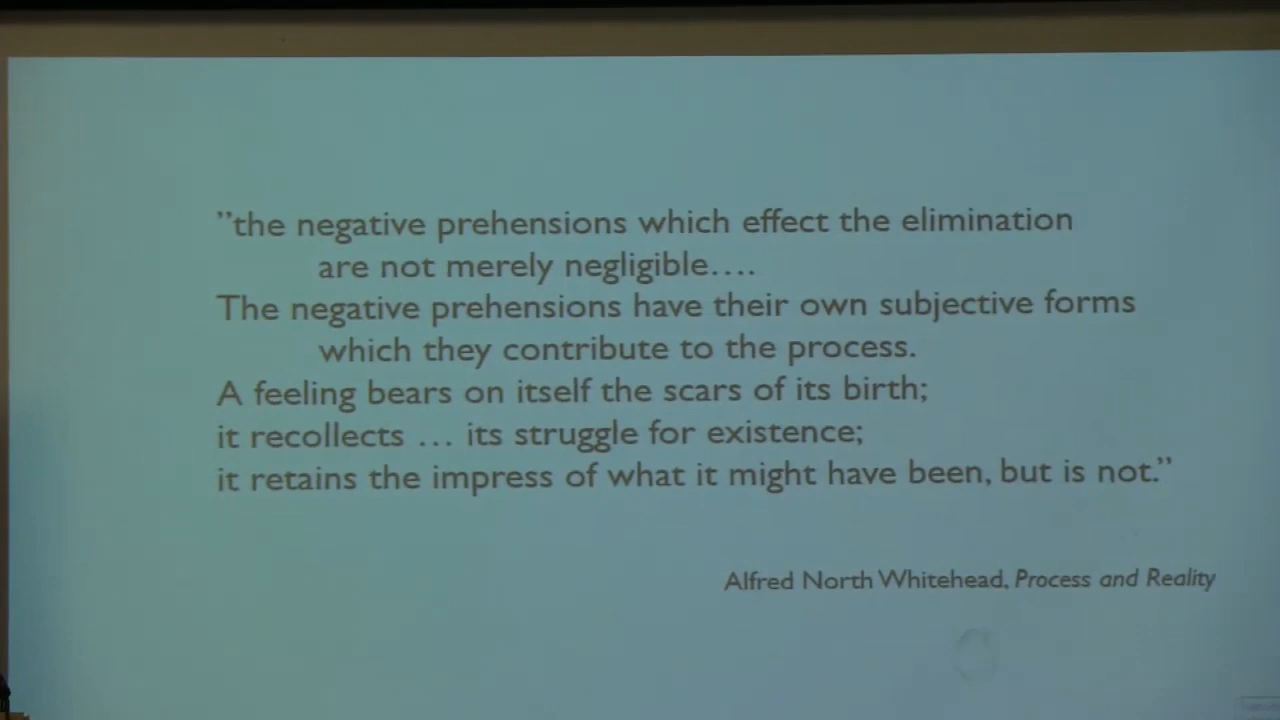 ”the negative prehensions which effect the elimination
are not merely negligible….
The negative prehensions have their own subjective forms
which they contribute to the process.
A feeling bears on itself the scars of its birth;
it recollects … its struggle for existence;
it retains the impress of what it might have been, but is not.”
Alfred North Whitehead, Process and Reality